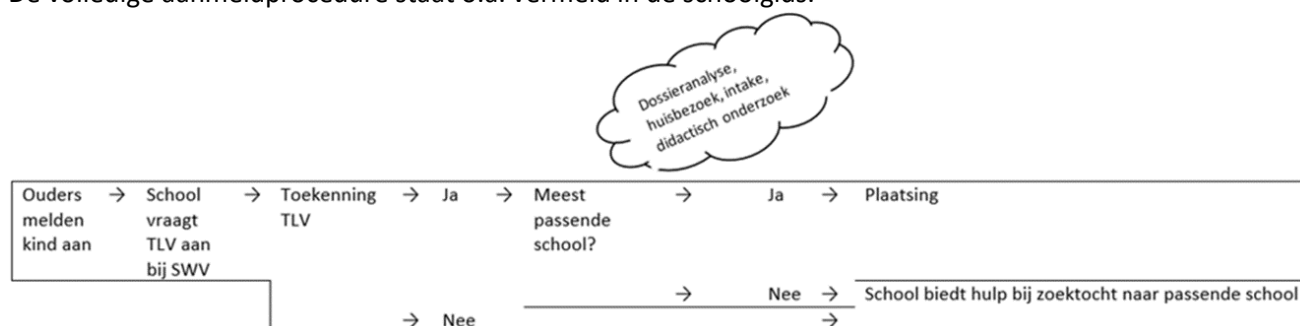 De volledige aanmeldprocedure staat o.a. vermeld in de schoolgids.
Dossieranalyse,
huisbezoek, intake,
didactisch onderzoek
Ouders → School → Toekenning → Ja → Meest → Ja → Plaatsing
melden vraagt TLV passende
kind aan TLV aan school?
bij SWV
→ Nee → School biedt hulp bij zoektocht naar passende school
→ Nee →